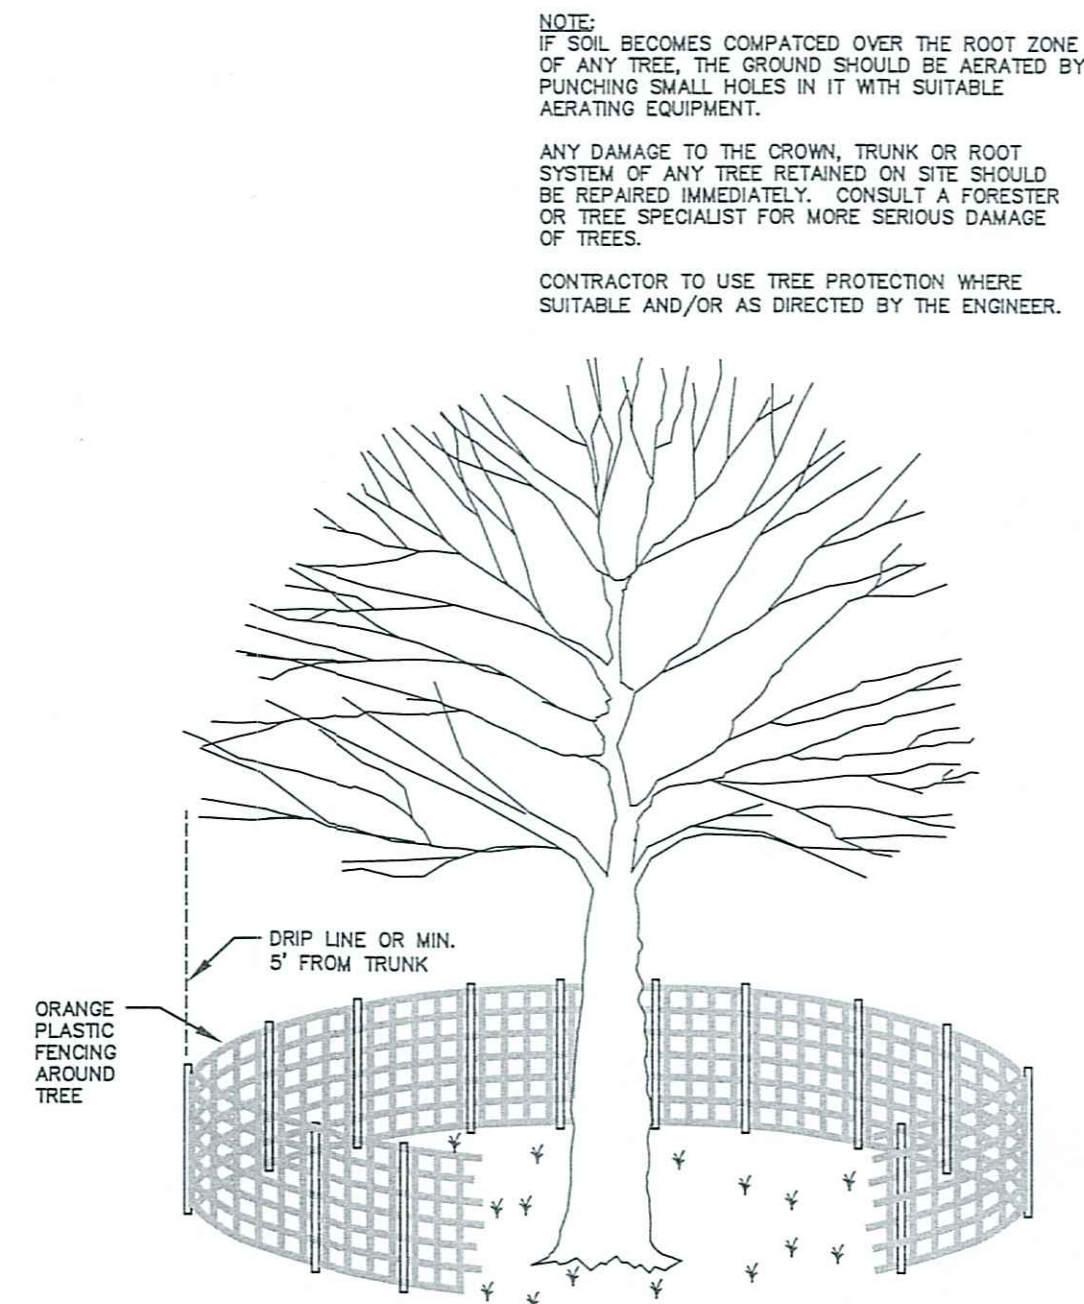 NOTE:
IF SOIL BECOMES COMPATCED OVER THE ROOT ZONE
OF ANY TREE, THE GROUND SHOULD BE AERATED BY
PUNCHING SMALL HOLES IN IT WITH SUITABLE
AERATING EQUIPMENT.
ANY DAMAGE TO THE CROWN, TRUNK OR ROOT
SYSTEM OF ANY TREE RETAINED ON SITE SHOULD
BE REPAIRED IMMEDIATELY. CONSULT A FORESTER
OR TREE SPECIALIST FOR MORE SERIOUS DAMAGE
OF TREES.
CONTRACTOR TO USE TREE PROTECTION WHERE
SUITABLE AND/OR AS DIRECTED BY THE ENGINEER.
DRIP LINE OR MIN.
5' FROM TRUNK
ORANGE
PLASTIC
FENCING
AROUND
TREE